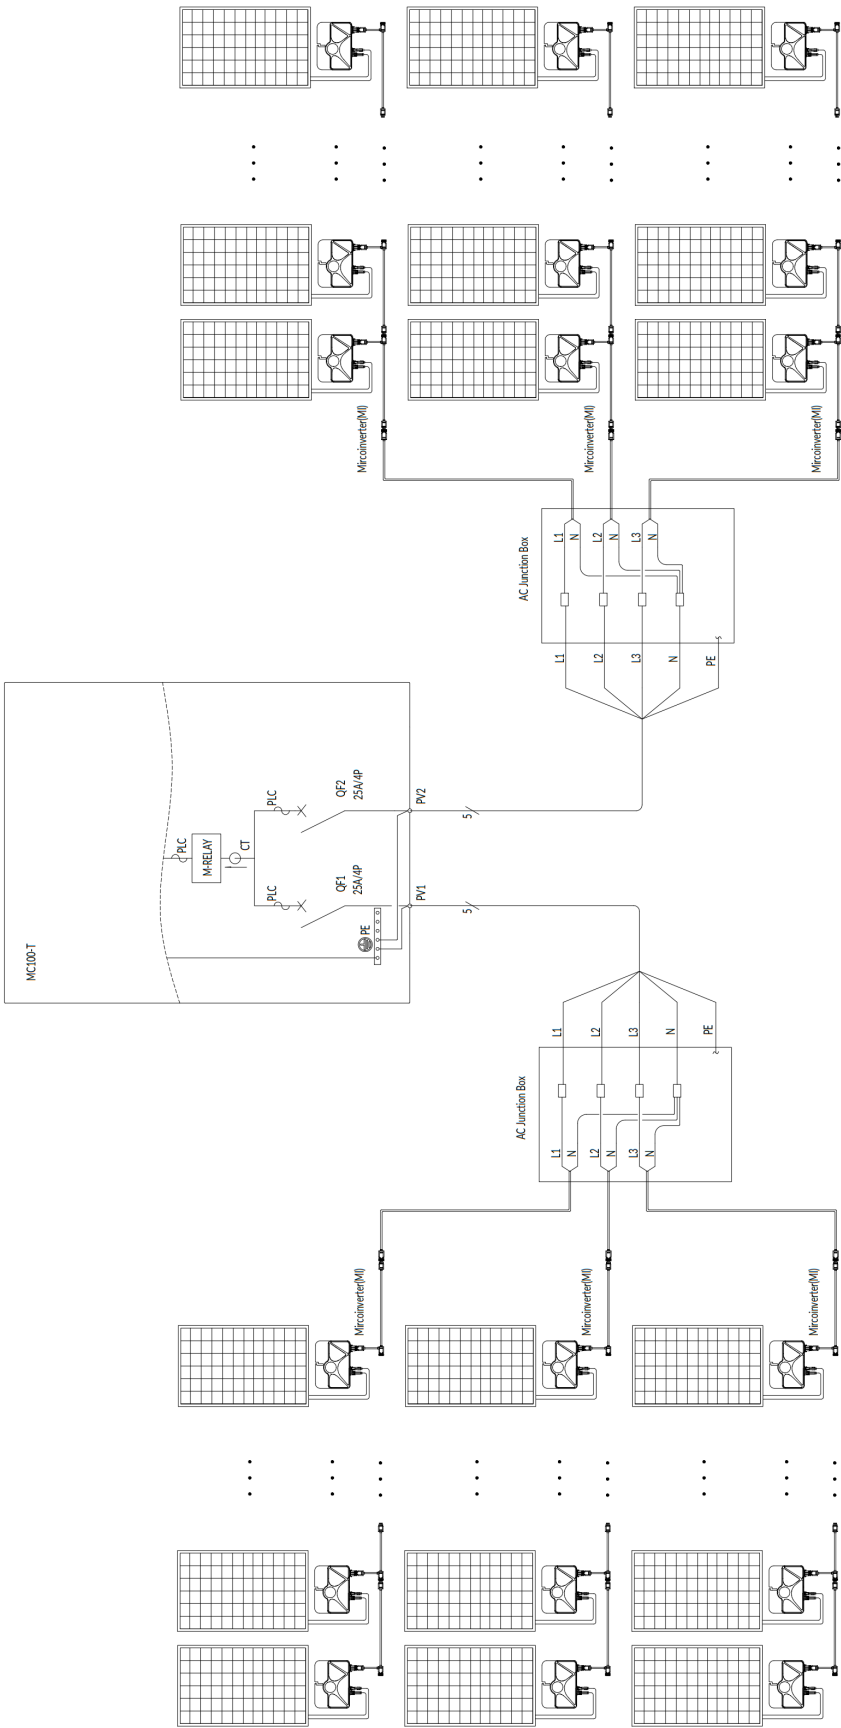 MC100-T
PLC
M-RELAY
CT
PLC
PLC
QF1
25A/4P
QF2
25A/4P
PE
PV1
PV2
5
5
AC Junction Box
L1
N
L2
N
L3
N
L1
L2
L3
N
PE
AC Junction Box
L1
N
L2
N
L3
N
L1
L2
L3
N
PE
Mircoinverter(MI)
Mircoinverter(MI)
Mircoinverter(MI)
Mircoinverter(MI)
Mircoinverter(MI)
Mircoinverter(MI)